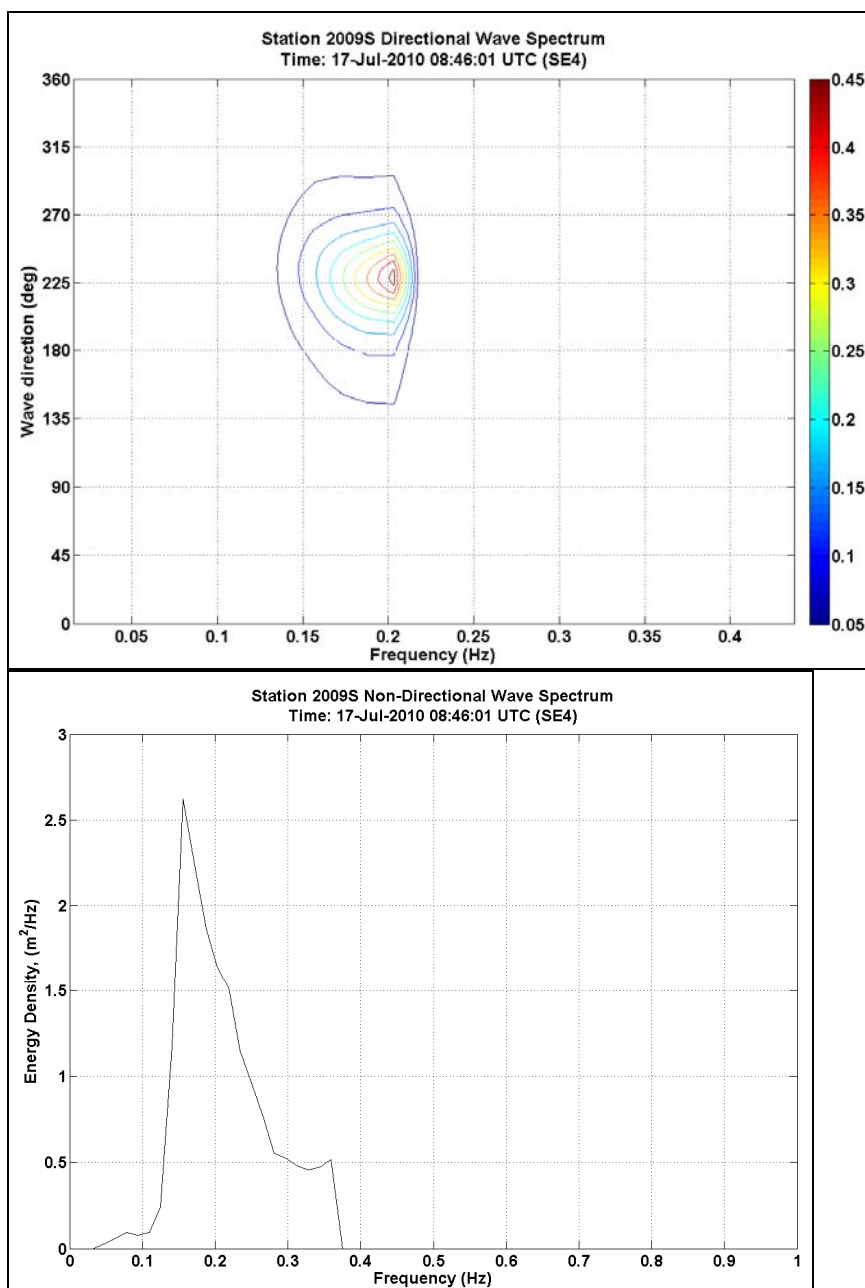 Station 2009S Directional Wave Spectrum
Time: 17-Jul-2010 08:46:01 UTC (SE4)
Wave direction (deg)
360
315
270
225
180
135
90
45
0
0.05 0.1 0.15 0.2 0.25 0.3 0.35 0.4
Frequency (Hz)
0.45
0.4
0.35
0.3
0.25
0.2
0.15
0.1
0.05
Station 2009S Non-Directional Wave Spectrum
Time: 17-Jul-2010 08:46:01 UTC (SE4)
Energy Density, (m²/Hz)
3
2.5
2
1.5
1
0.5
0
0 0.1 0.2 0.3 0.4 0.5 0.6 0.7 0.8 0.9 1
Frequency (Hz)